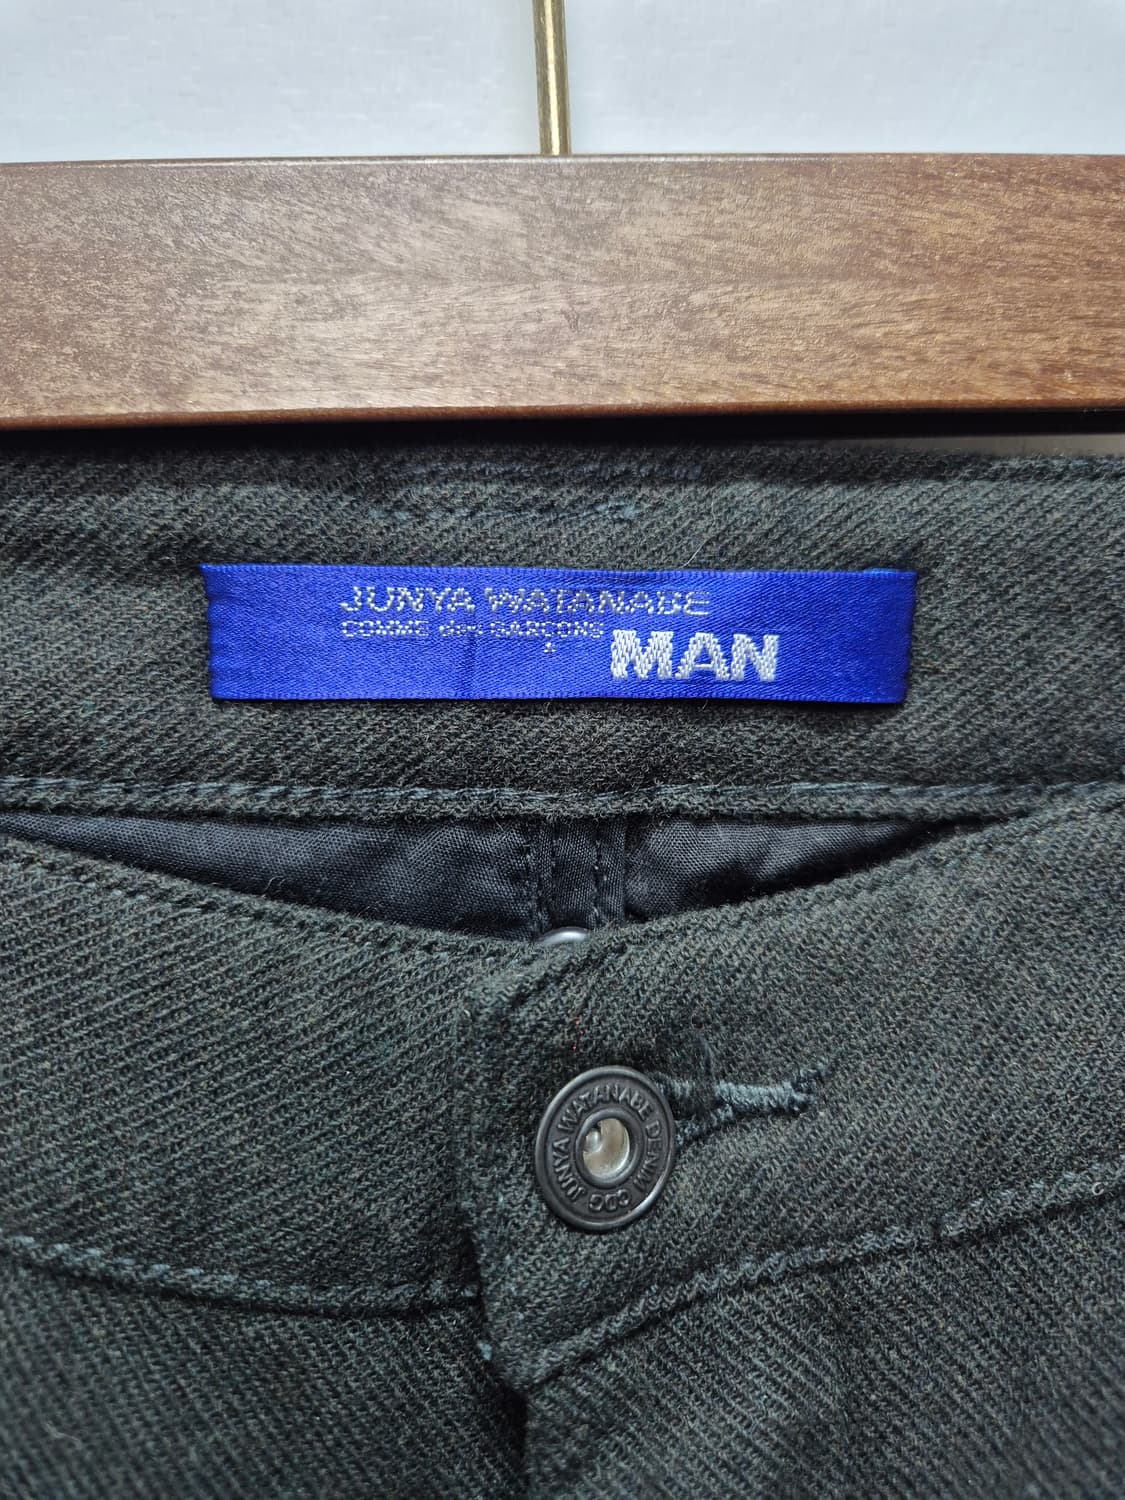 JUNYA WATANABE
COMME des GARÇONS
MAN
JUNYA WATANABE DENIM CDG